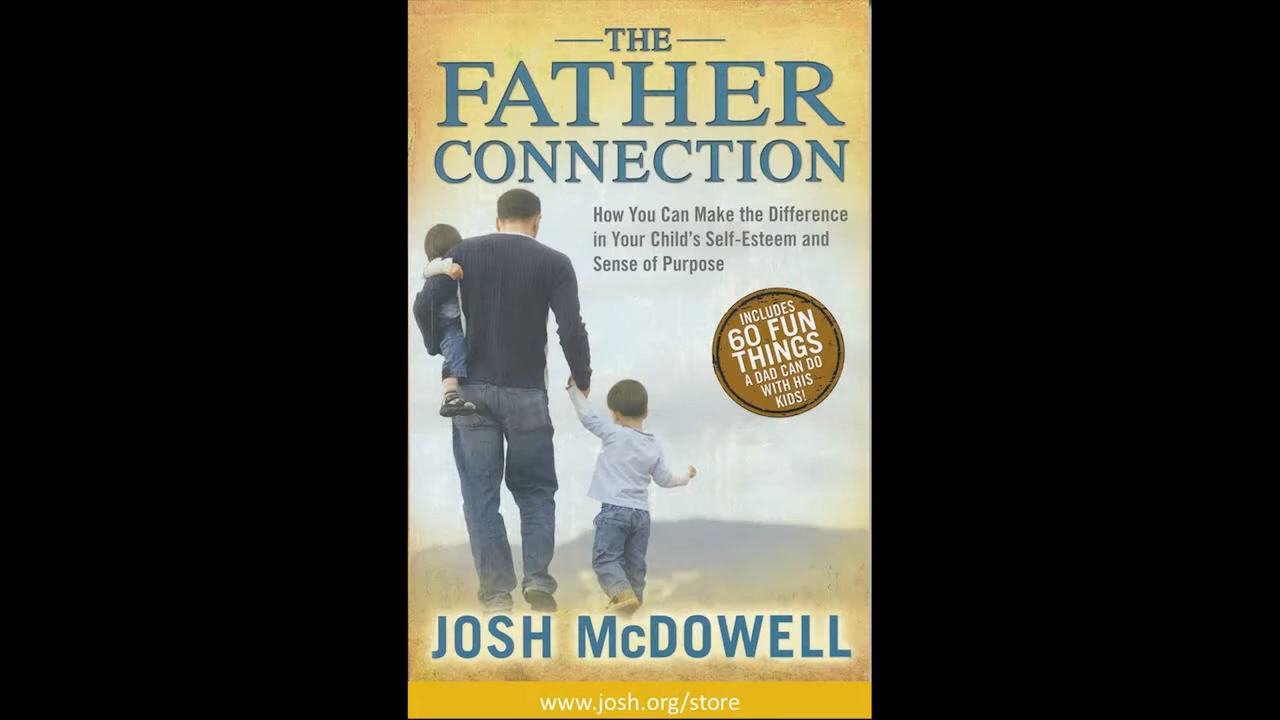 THE
FATHER
CONNECTION
How You Can Make the Difference
in Your Child's Self-Esteem and
Sense of Purpose
INCLUDES
60 FUN
THINGS
A DAD CAN DO
WITH HIS
KIDS!
JOSH McDOWELL
www.josh.org/store